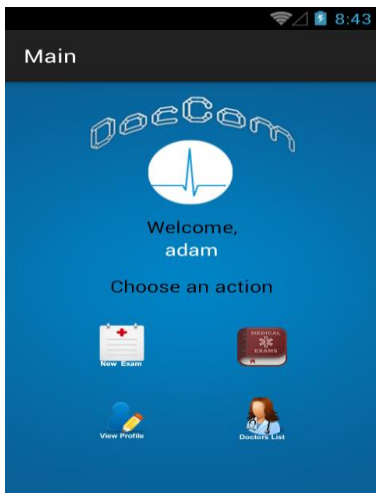 8:43
Main
DocCom
Welcome,
adam
Choose an action
New Exam
MEDICAL
EXAMS
View Profile
Doctors List